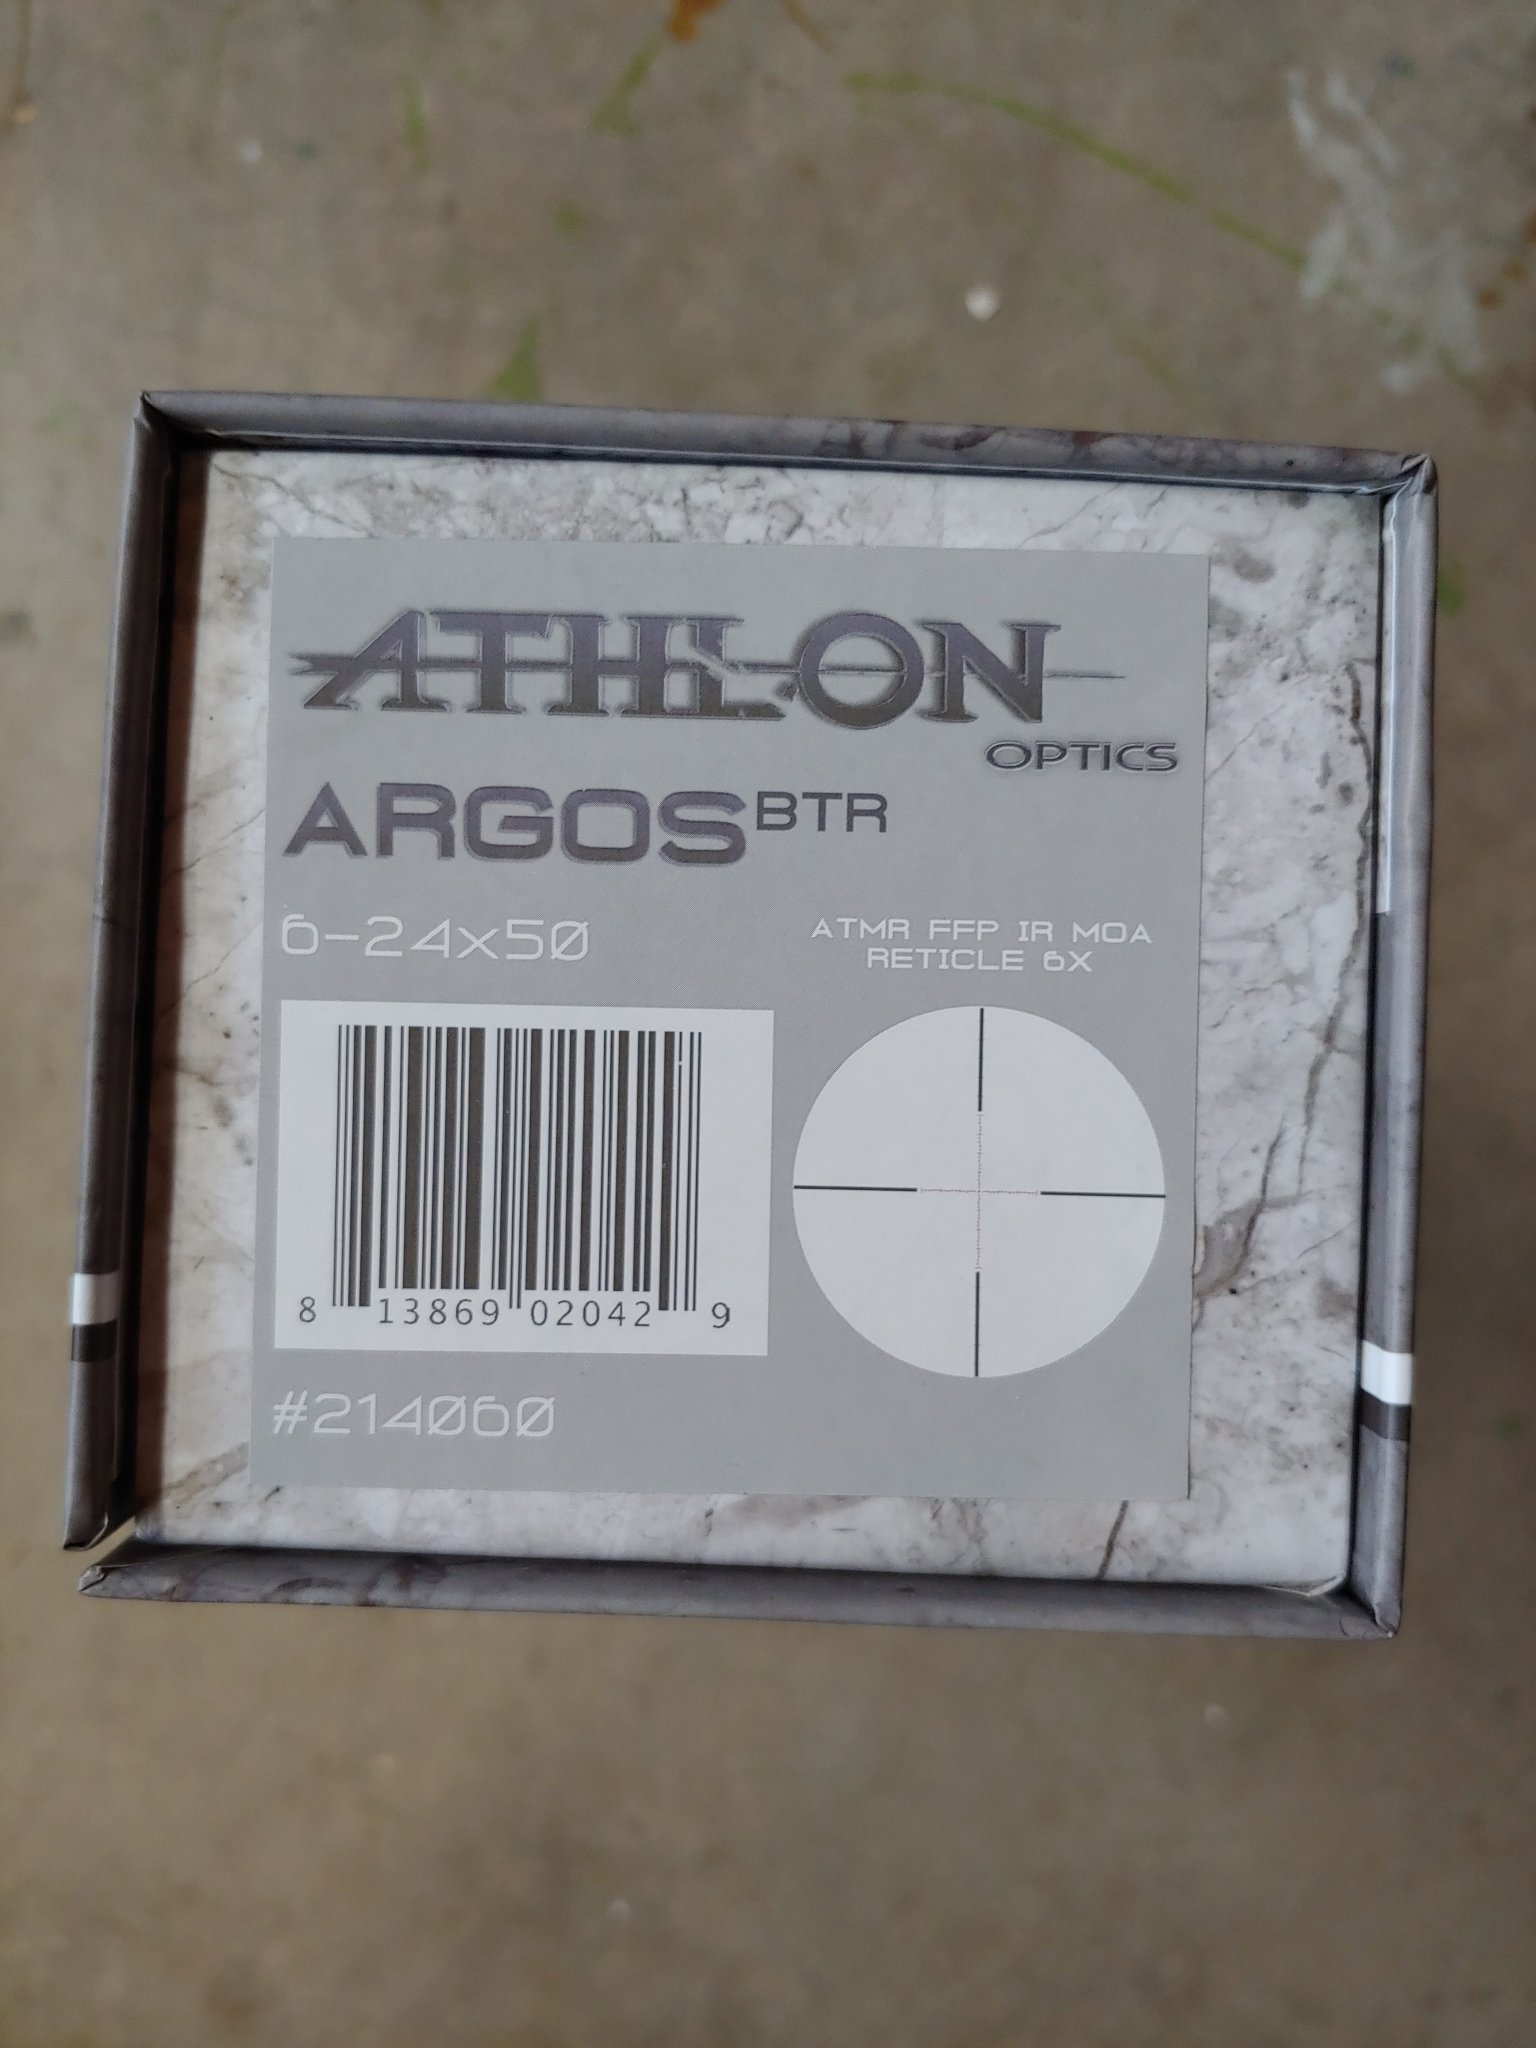 ATHLON
OPTICS
ARGOS BTR
6-24x50
ATMR FFP IR MOA
RETICLE 6X
8 13869 02042 9
#214060